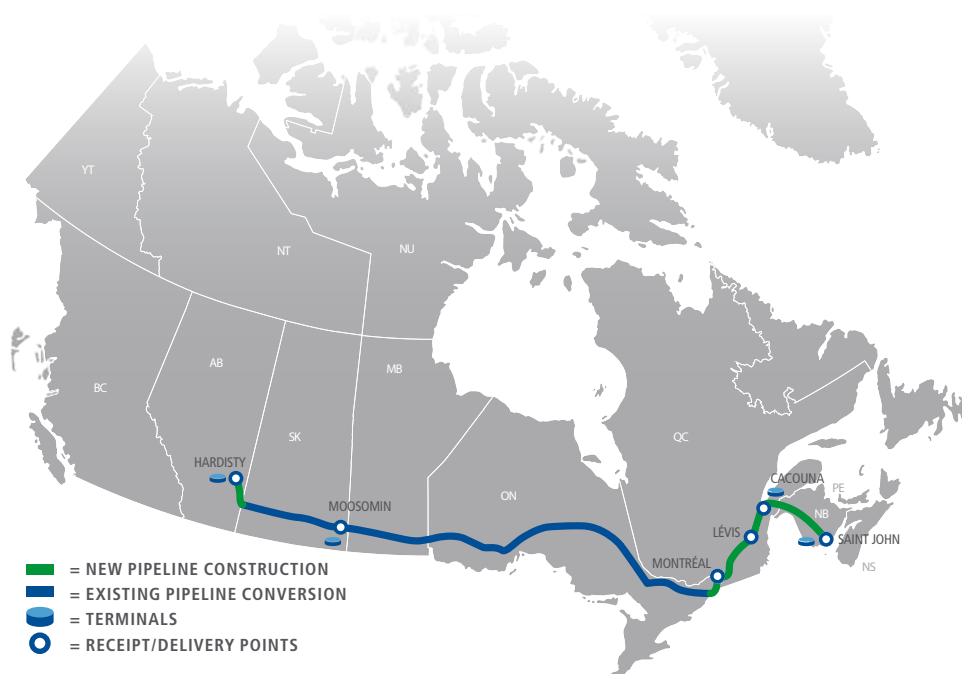 YT
NT
NU
AB
MB
BC
SK
QC
HARDISTY
MOOSOMIN
ON
CACOUNA
PE
NB
LÉVIS
SAINT JOHN
MONTRÉAL
NS
= NEW PIPELINE CONSTRUCTION
= EXISTING PIPELINE CONVERSION
= TERMINALS
= RECEIPT/DELIVERY POINTS